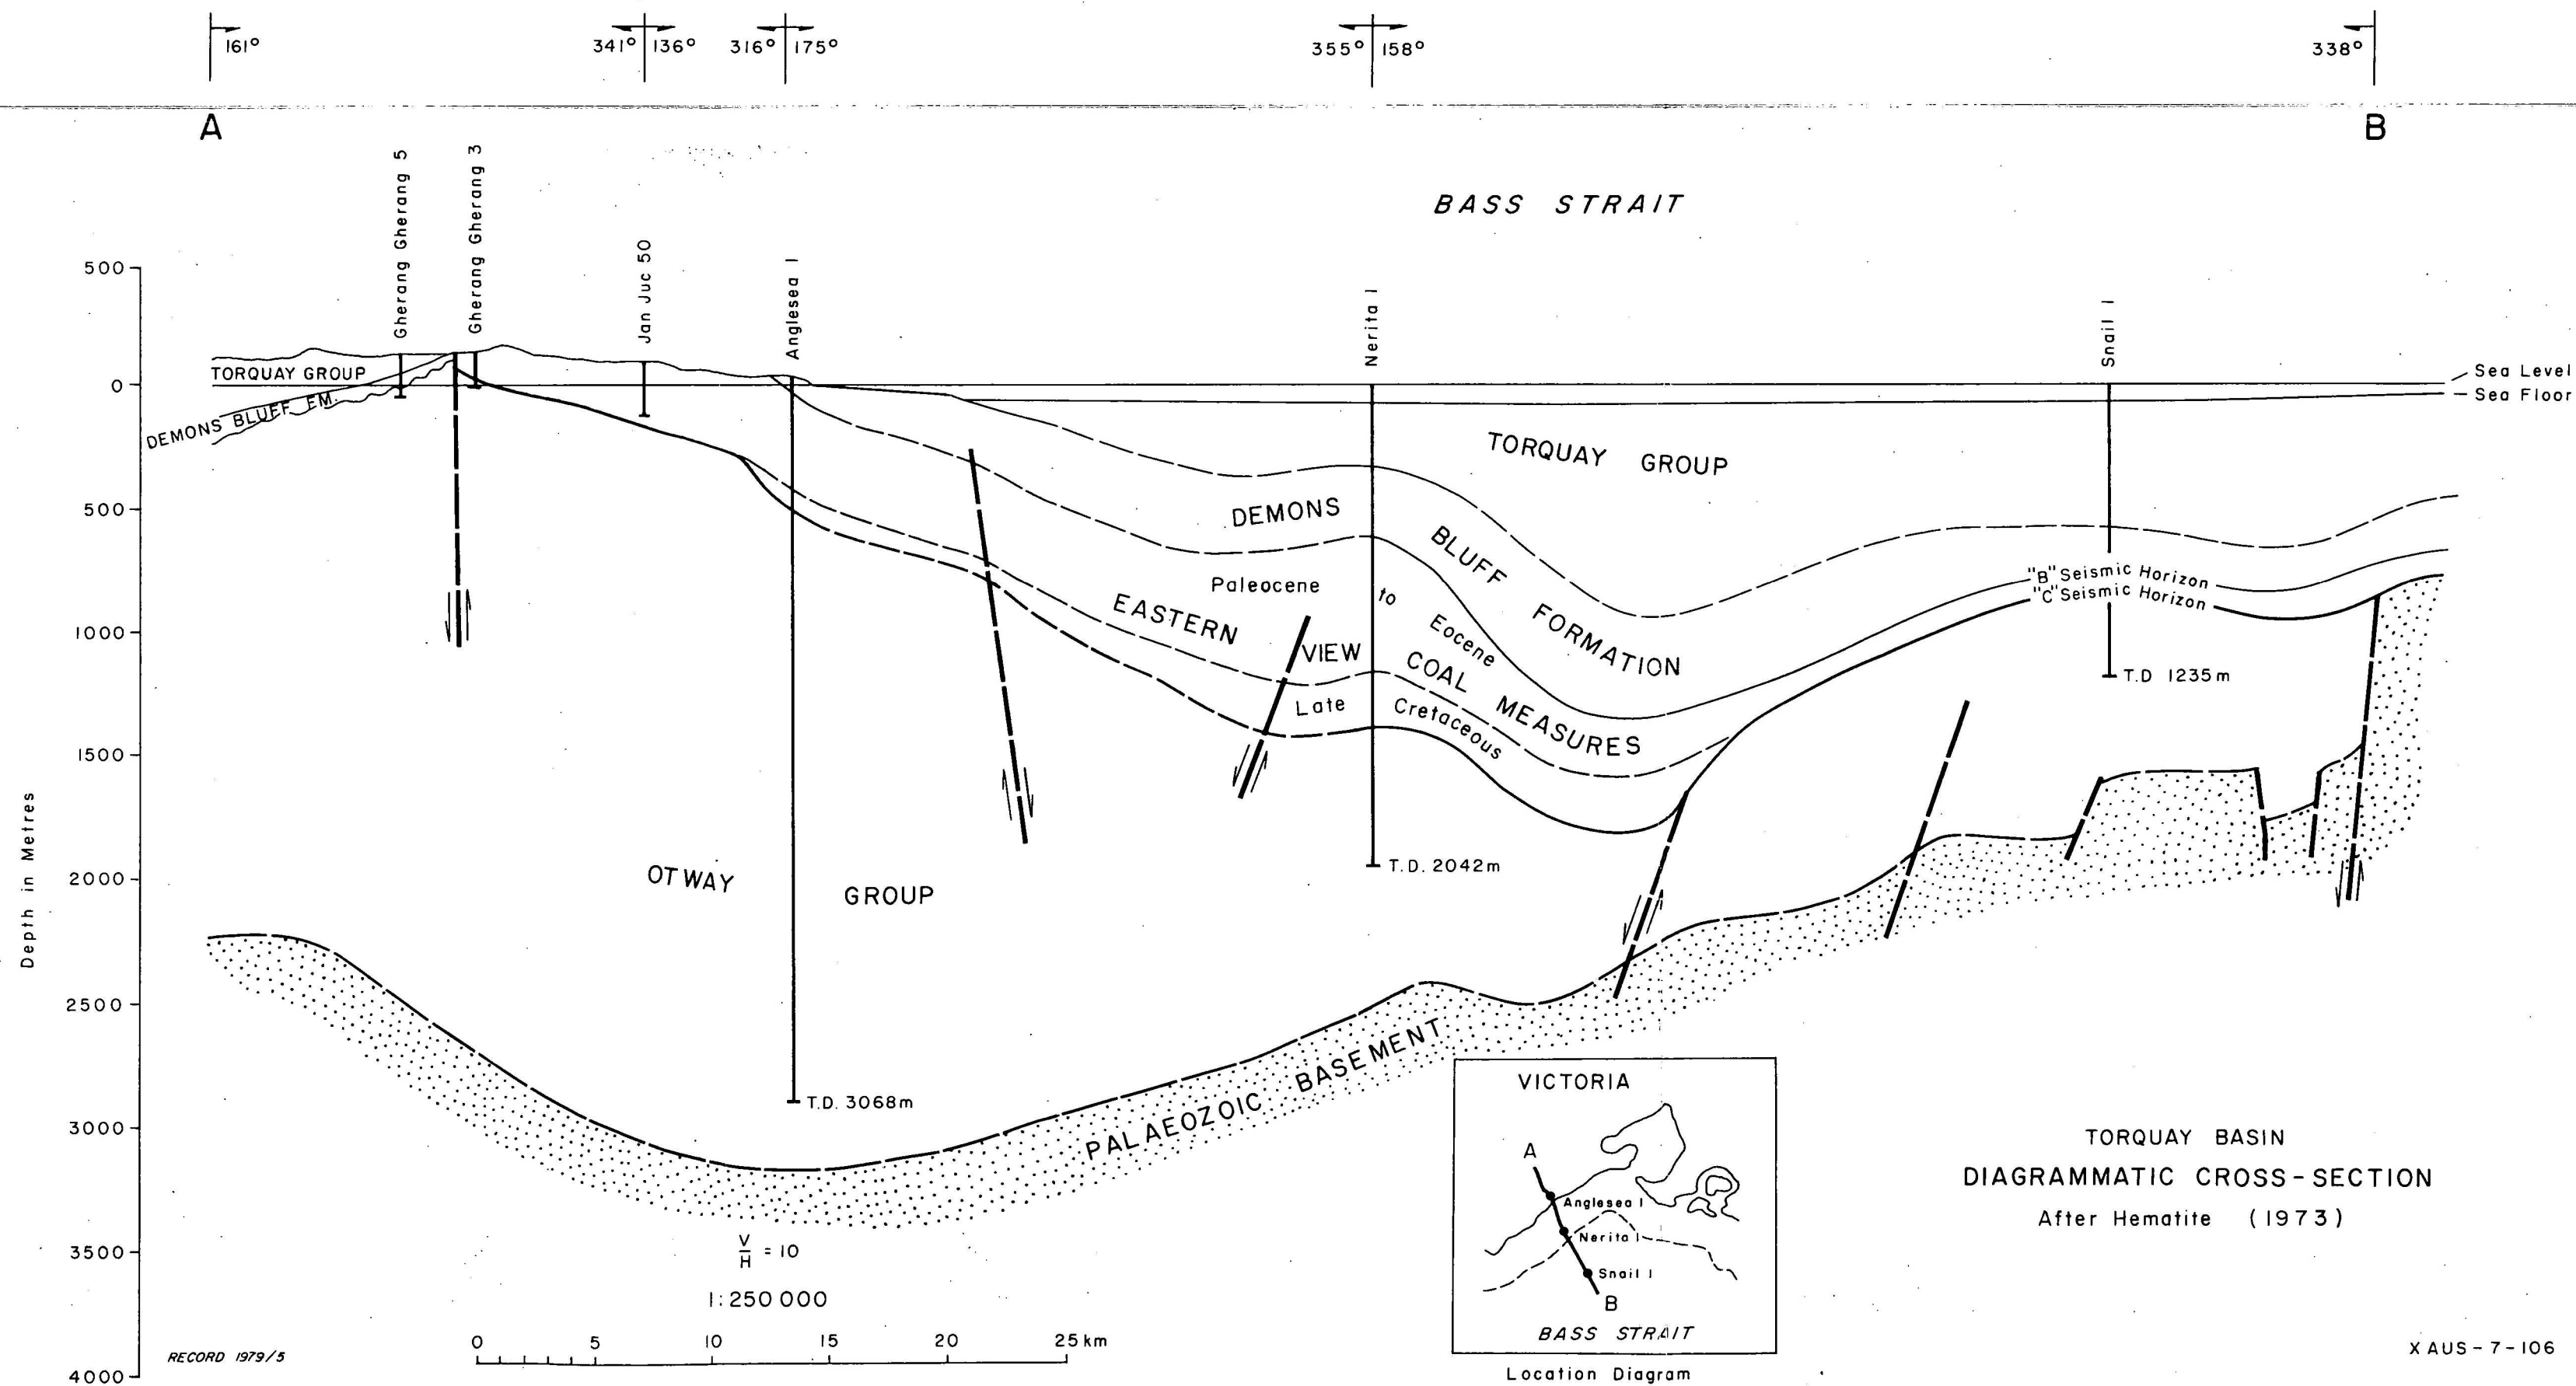 161°
341° 136°
316° 175°
355° 158°
338°
A
B
Gherang Gherang 5
Gherang Gherang 3
Jan Juc 50
Anglesea 1
Nerita 1
Snail 1
BASS STRAIT
500
0
500
1000
1500
2000
2500
3000
3500
4000
Depth in Metres
TORQUAY GROUP
DEMONS BLUFF FM.
Sea Level
Sea Floor
TORQUAY GROUP
DEMONS BLUFF FORMATION
Paleocene to Eocene
EASTERN VIEW COAL MEASURES
Late Cretaceous
"B" Seismic Horizon
"C" Seismic Horizon
T.D 1235m
T.D. 2042m
OTWAY GROUP
T.D. 3068m
PALAEOZOIC BASEMENT
V
H = 10
1:250 000
0 5 10 15 20 25 km
RECORD 1979/5
VICTORIA
A
Anglesea 1
Nerita 1
Snail 1
B
BASS STRAIT
Location Diagram
TORQUAY BASIN
DIAGRAMMATIC CROSS-SECTION
After Hematite (1973)
X AUS-7-106